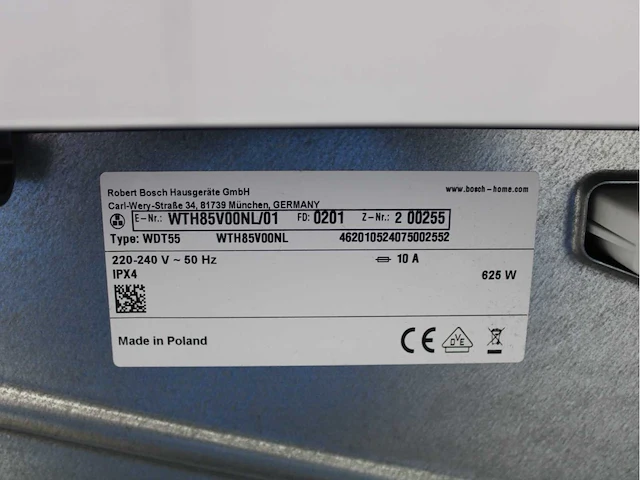 Robert Bosch Hausgeräte GmbH www.bosch-home.com
Carl-Wery-Straße 34, 81739 München, GERMANY
E-Nr.: WTH85V00NL/01 FD: 0201 Z-Nr.: 2 00255
Type: WDT55 WTH85V00NL 462010524075002552
220-240 V ~ 50 Hz 10 A
IPX4 625 W
Made in Poland CE DVE